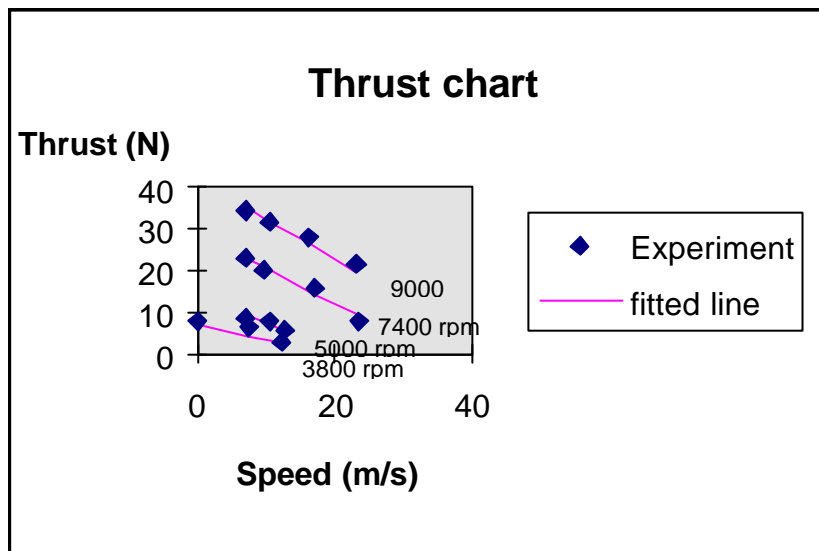 Thrust chart
Thrust (N)
40
30
20
10
0
0 20 40
9000
7400 rpm
5000 rpm
3800 rpm
Speed (m/s)
Experiment
fitted line